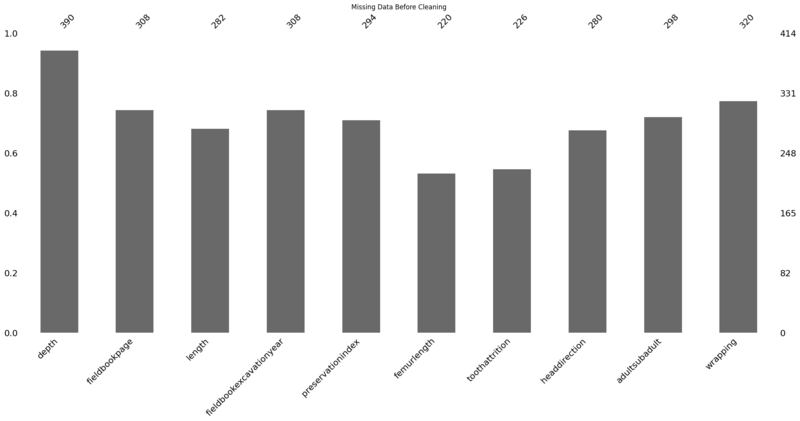 Missing Data Before Cleaning
390 308 282 308 294 220 226 280 298 320
1.0 414
0.8 331
0.6 248
0.4 165
0.2 82
0.0 0
depth fieldbookpage length fieldbookexcavationyear preservationindex femurlength toothattrition headdirection adultsubadult wrapping